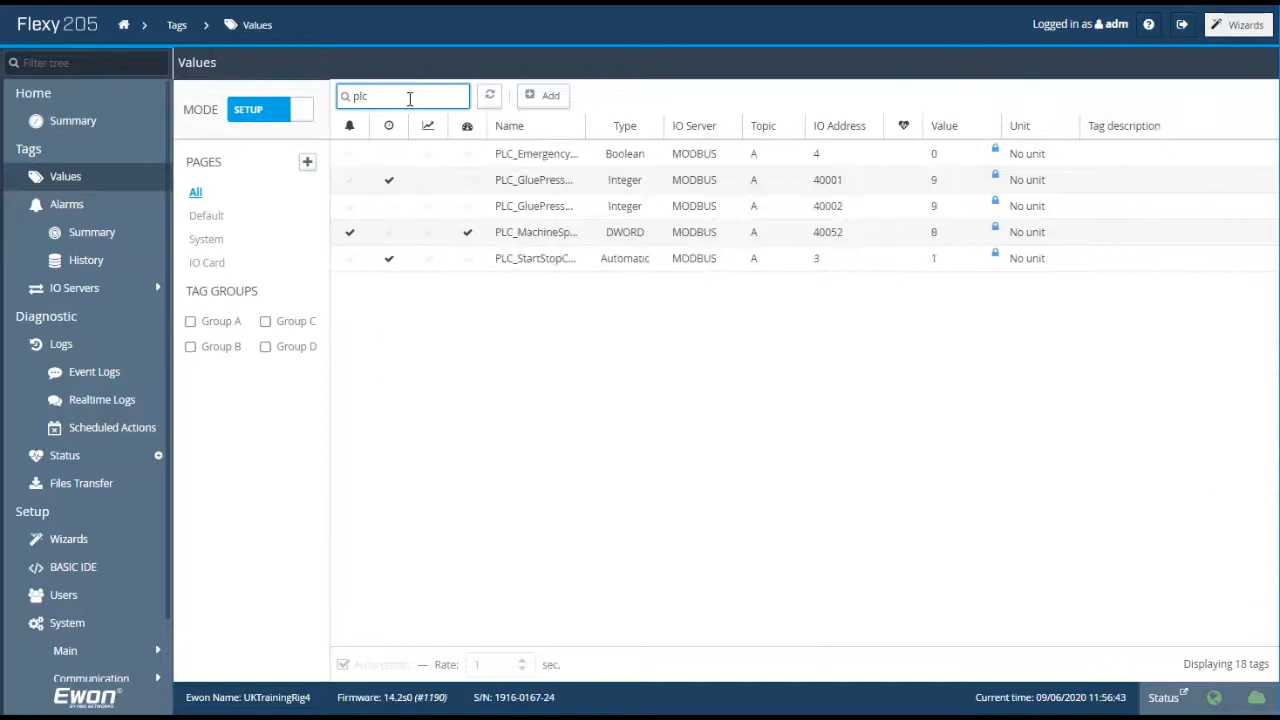 Flexy 205 Tags Values Logged in as adm Wizards
Filter tree
Values
Home
Summary
Tags
Values
Alarms
Summary
History
IO Servers
Diagnostic
Logs
Event Logs
Realtime Logs
Scheduled Actions
Status
Files Transfer
Setup
Wizards
BASIC IDE
Users
System
Main
Communication
Ewon
BY HMS NETWORKS
MODE SETUP
PAGES
All
Default
System
IO Card
TAG GROUPS
Group A Group C
Group B Group D
plc Add
Name Type IO Server Topic IO Address Value Unit Tag description
PLC_Emergency... Boolean MODBUS A 4 0 No unit
PLC_GluePress... Integer MODBUS A 40001 9 No unit
PLC_GluePress... Integer MODBUS A 40002 9 No unit
PLC_MachineSp... DWORD MODBUS A 40052 0 No unit
PLC_StartStopC... Automatic MODBUS A 3 1 No unit
Rate: 1 sec. Displaying 18 tags
Ewon Name: UKTrainingRig4 Firmware: 14.2s0 (#1190) S/N: 1916-0167-24 Current time: 09/06/2020 11:56:43 Status